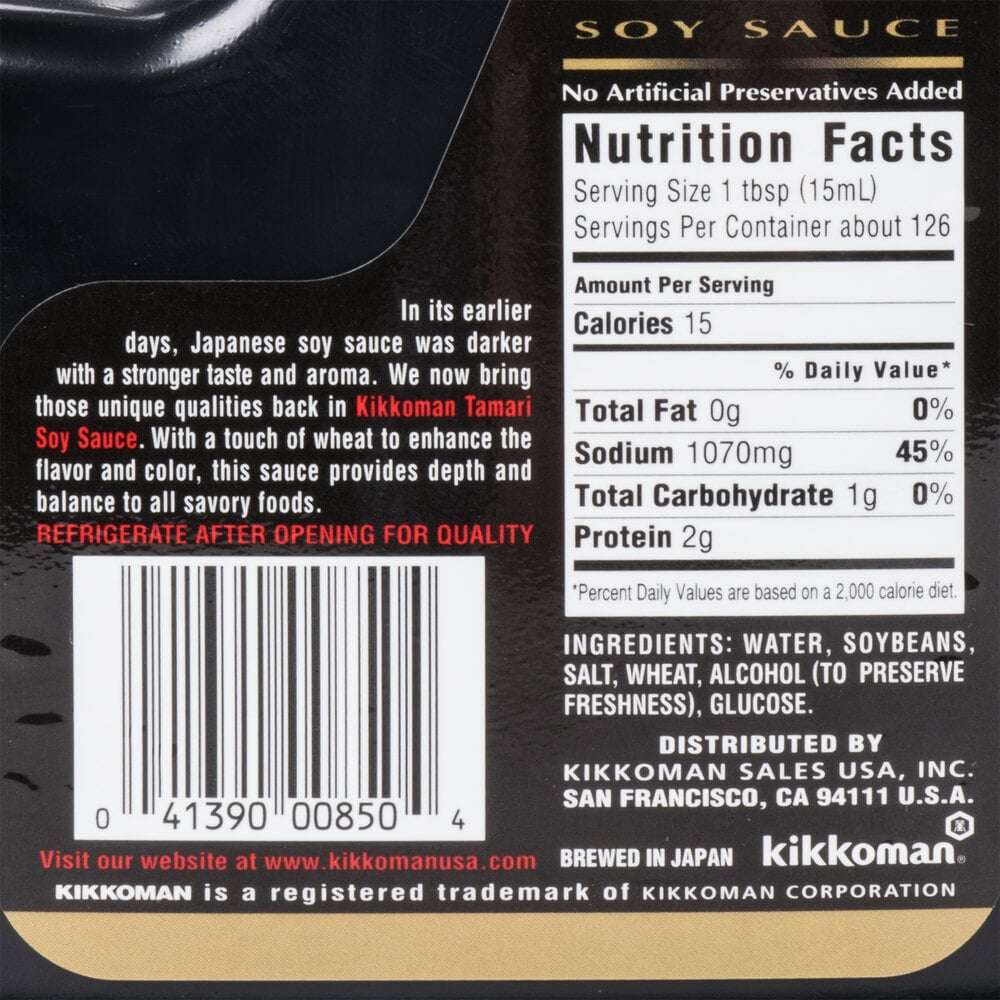 SOY SAUCE
No Artificial Preservatives Added
Nutrition Facts
Serving Size 1 tbsp (15mL)
Servings Per Container about 126
Amount Per Serving
Calories 15
% Daily Value*
Total Fat 0g 0%
Sodium 1070mg 45%
Total Carbohydrate 1g 0%
Protein 2g
*Percent Daily Values are based on a 2,000 calorie diet.
INGREDIENTS: WATER, SOYBEANS,
SALT, WHEAT, ALCOHOL (TO PRESERVE
FRESHNESS), GLUCOSE.
DISTRIBUTED BY
KIKKOMAN SALES USA, INC.
SAN FRANCISCO, CA 94111 U.S.A.
BREWED IN JAPAN kikkoman®
In its earlier
days, Japanese soy sauce was darker
with a stronger taste and aroma. We now bring
those unique qualities back in Kikkoman Tamari
Soy Sauce. With a touch of wheat to enhance the
flavor and color, this sauce provides depth and
balance to all savory foods.
REFRIGERATE AFTER OPENING FOR QUALITY
0 41390 00850 4
Visit our website at www.kikkomanusa.com
KIKKOMAN is a registered trademark of KIKKOMAN CORPORATION